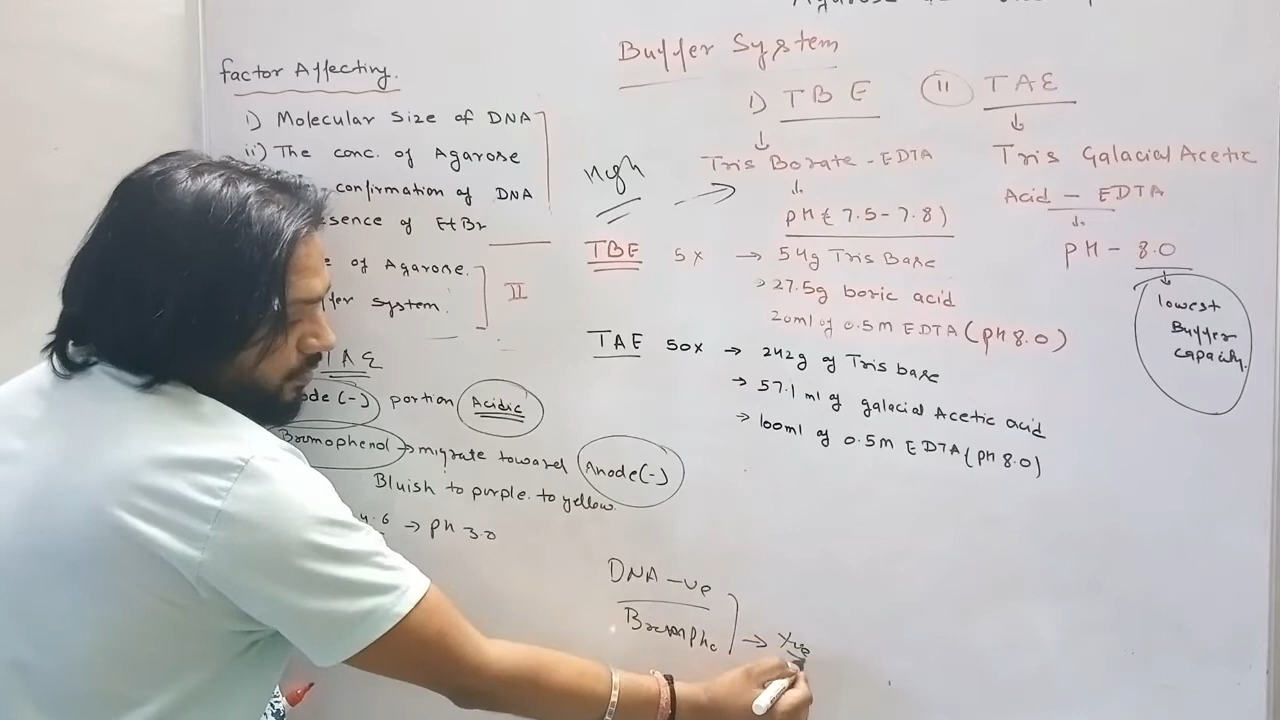 factor Affecting.
i) Molecular Size of DNA
ii) The conc. of Agarose
confirmation of DNA
sence of EtBr
of Agarose.
fer system.
II
TAE
ode (-) portion Acidic
Bromophenol → migrate toward Anode (-)
Bluish to purple. to yellow.
4.6 → pH 3.0
Buffer System
i) TBE
Tris Borate - EDTA
pH (7.5 - 7.8)
High
ii TAE
Tris Galacial Acetic
Acid - EDTA
pH - 8.0
lowest
Buffer
capacity.
TBE 5x → 54g Tris Base
27.5g boric acid
20ml of 0.5M EDTA (pH 8.0)
TAE 50x → 242g of Tris base
→ 57.1 ml of galacial Acetic acid
→ 100ml of 0.5M EDTA (pH 8.0)
DNA -ve